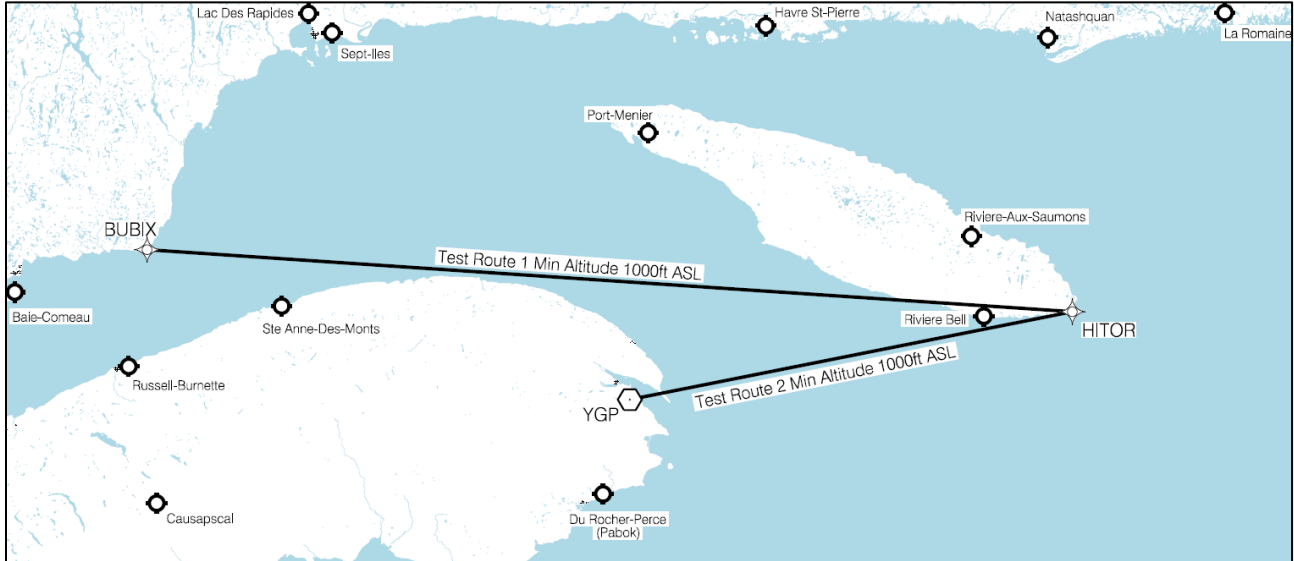 Lac Des Rapides
Sept-Iles
Havre St-Pierre
Natashquan
La Romaine
Port-Menier
Riviere-Aux-Saumons
BUBIX
Test Route 1 Min Altitude 1000ft ASL
Baie-Comeau
Ste Anne-Des-Monts
Riviere Bell
HITOR
Russell-Burnette
Test Route 2 Min Altitude 1000ft ASL
YGP
Causapscal
Du Rocher-Perce
(Pabok)